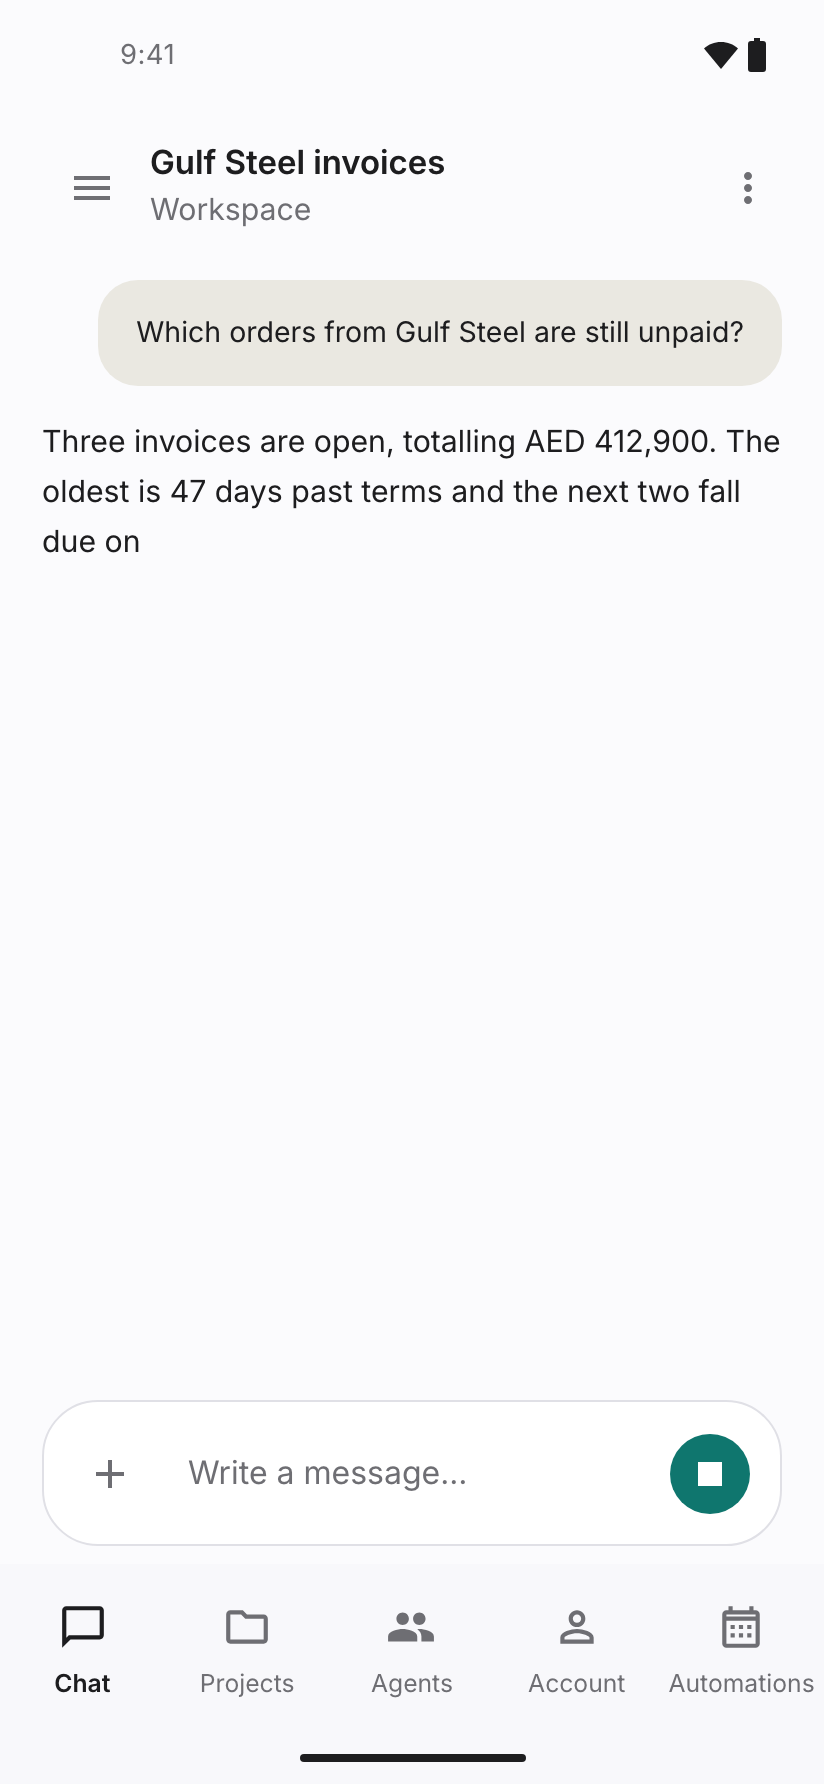 9:41
Gulf Steel invoices
Workspace
Which orders from Gulf Steel are still unpaid?
Three invoices are open, totalling AED 412,900. The
oldest is 47 days past terms and the next two fall
due on
Write a message...
Chat
Projects
Agents
Account
Automations